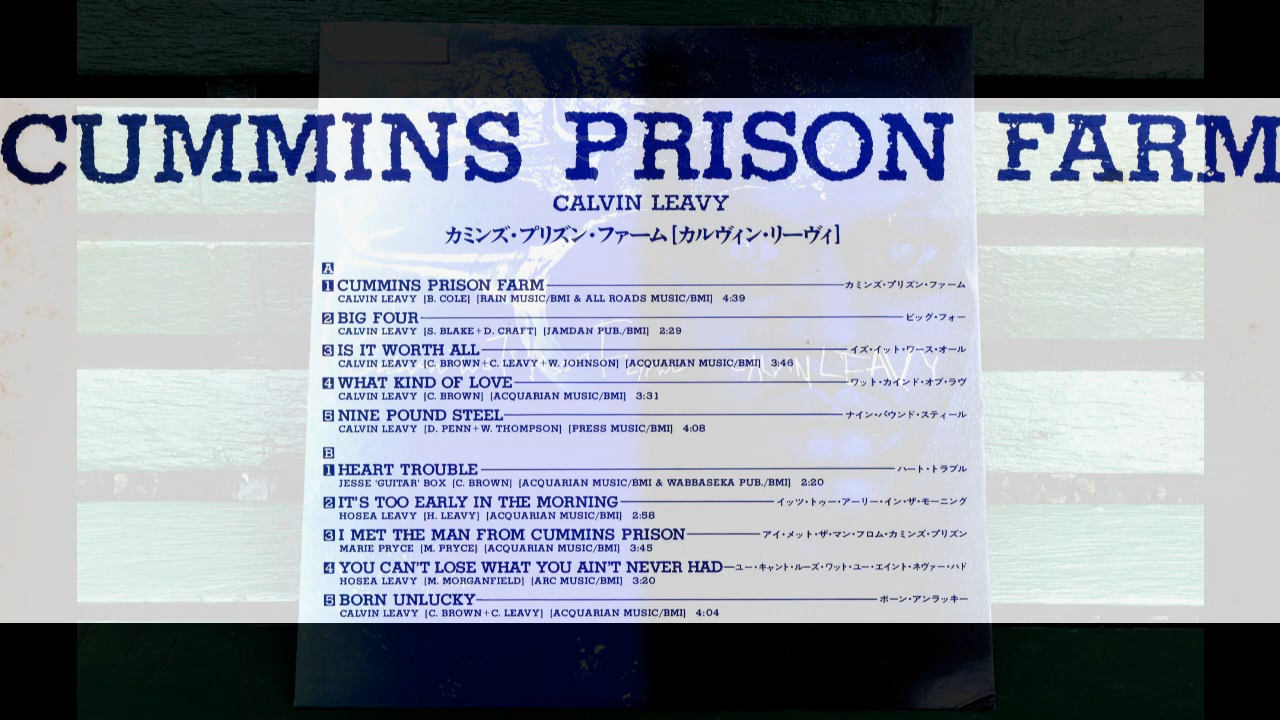 CUMMINS PRISON FARM
CALVIN LEAVY
カミンズ・プリズン・ファーム[カルヴィン・リーヴィ]
A
1 CUMMINS PRISON FARM カミンズ・プリズン・ファーム
CALVIN LEAVY [B. COLE] [RAIN MUSIC/BMI & ALL ROADS MUSIC/BMI] 4:39
2 BIG FOUR ビッグ・フォー
CALVIN LEAVY [S. BLAKE+D. CRAFT] [JAMDAN PUB./BMI] 2:29
3 IS IT WORTH ALL イズ・イット・ワース・オール
CALVIN LEAVY [C. BROWN+C. LEAVY+W. JOHNSON] [ACQUARIAN MUSIC/BMI] 3:46
CALVIN LEAVY
4 WHAT KIND OF LOVE ワット・カインド・オブ・ラヴ
CALVIN LEAVY [C. BROWN] [ACQUARIAN MUSIC/BMI] 3:31
5 NINE POUND STEEL ナイン・パウンド・スティール
CALVIN LEAVY [D. PENN+W. THOMPSON] [PRESS MUSIC/BMI] 4:08
B
1 HEART TROUBLE ハート・トラブル
JESSE 'GUITAR' BOX [C. BROWN] [ACQUARIAN MUSIC/BMI & WABBASEKA PUB./BMI] 2:20
2 IT'S TOO EARLY IN THE MORNING イッツ・トゥー・アーリー・イン・ザ・モーニング
HOSEA LEAVY [H. LEAVY] [ACQUARIAN MUSIC/BMI] 2:58
3 I MET THE MAN FROM CUMMINS PRISON アイ・メット・ザ・マン・フロム・カミンズ・プリズン
MARIE PRYCE [M. PRYCE] [ACQUARIAN MUSIC/BMI] 3:45
4 YOU CAN'T LOSE WHAT YOU AIN'T NEVER HAD ユー・キャント・ルーズ・ワット・ユー・エイント・ネヴァー・ハド
HOSEA LEAVY [M. MORGANFIELD] [ARC MUSIC/BMI] 3:20
5 BORN UNLUCKY ボーン・アンラッキー
CALVIN LEAVY [C. BROWN+C. LEAVY] [ACQUARIAN MUSIC/BMI] 4:04